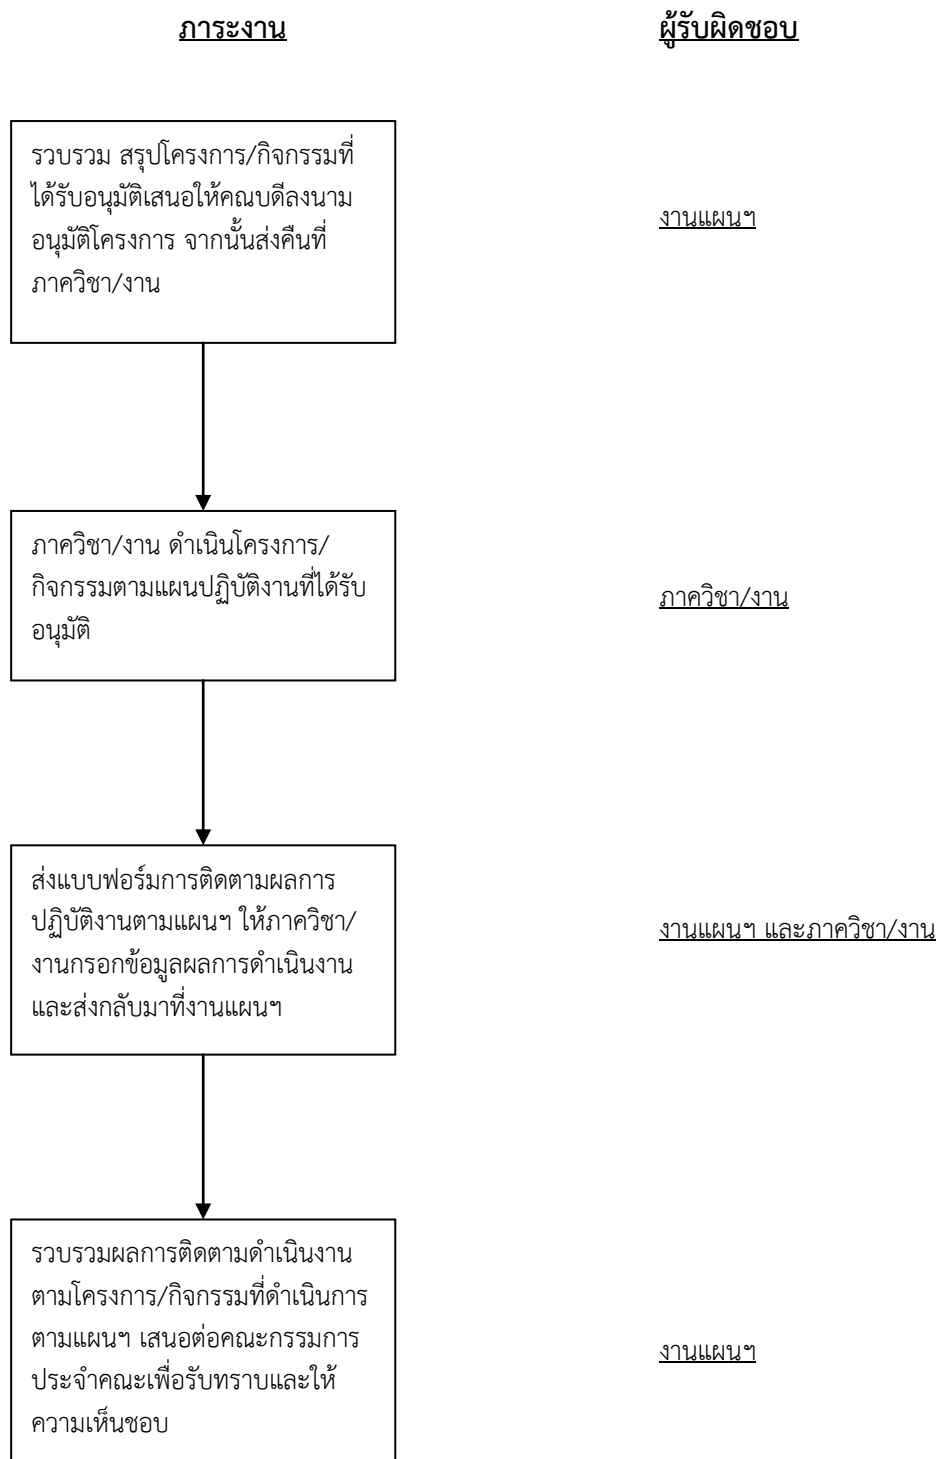 ภาระงาน
ผู้รับผิดชอบ
รวบรวม สรุปโครงการ/กิจกรรมที่
ได้รับอนุมัติเสนอให้คณบดีลงนาม
อนุมัติโครงการ จากนั้นส่งคืนที่
ภาควิชา/งาน
งานแผนฯ
ภาควิชา/งาน ดำเนินโครงการ/
กิจกรรมตามแผนปฏิบัติงานที่ได้รับ
อนุมัติ
ภาควิชา/งาน
ส่งแบบฟอร์มการติดตามผลการ
ปฏิบัติงานตามแผนฯ ให้ภาควิชา/
งานกรอกข้อมูลผลการดำเนินงาน
และส่งกลับมาที่งานแผนฯ
งานแผนฯ และภาควิชา/งาน
รวบรวมผลการติดตามดำเนินงาน
ตามโครงการ/กิจกรรมที่ดำเนินการ
ตามแผนฯ เสนอต่อคณะกรรมการ
ประจำคณะเพื่อรับทราบและให้
ความเห็นชอบ
งานแผนฯ